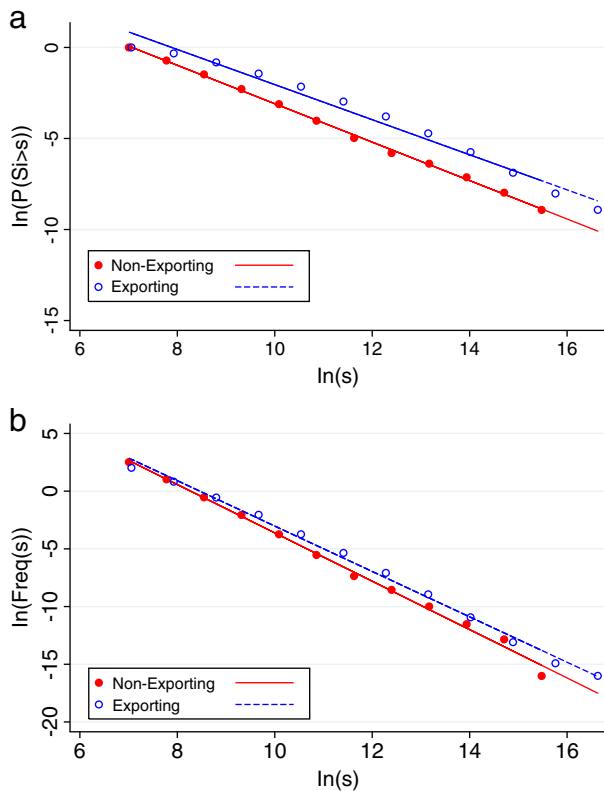 a
ln(P(Si>s))
0
-5
-10
-15
Non-Exporting
Exporting
6 8 10 12 14 16
ln(s)
b
ln(Freq(s))
5
0
-5
-10
-15
-20
Non-Exporting
Exporting
6 8 10 12 14 16
ln(s)